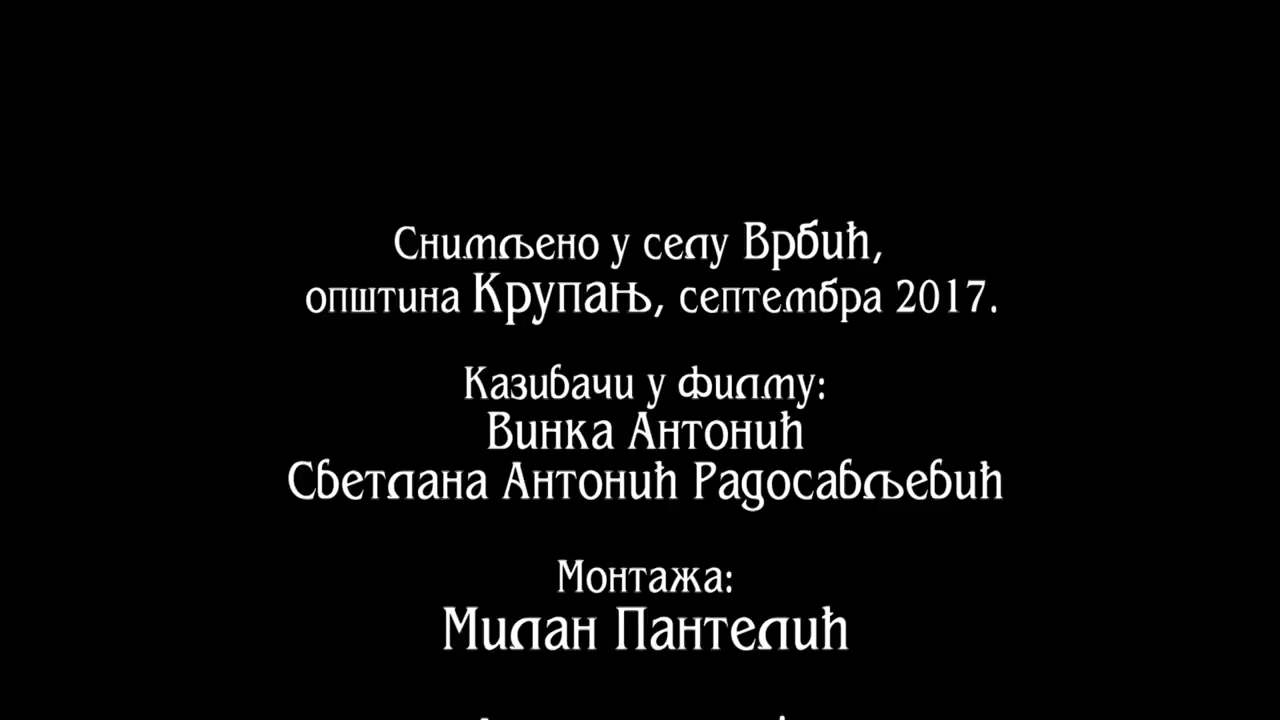 Снимљено у селу Врбић,
општина Крупањ, септембра 2017.
Казивачи у филму:
Винка Антонић
Светлана Антонић Радосављевић
Монтажа:
Милан Пантелић